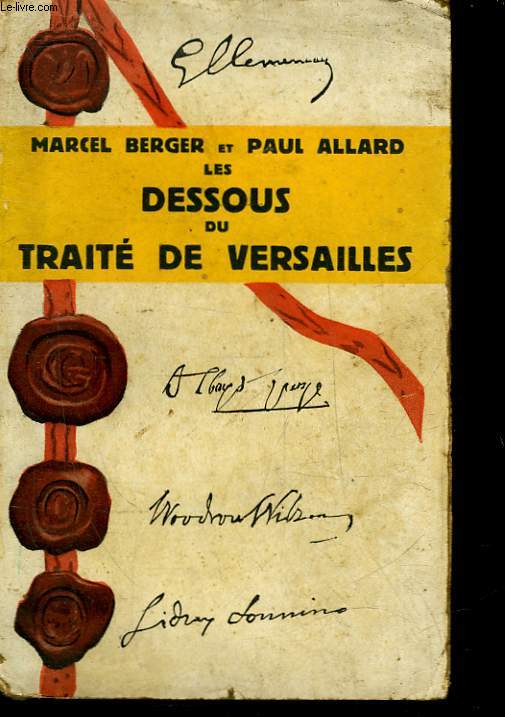 © Le-livre.com
G Clemenceau
MARCEL BERGER ET PAUL ALLARD
LES
DESSOUS
DU
TRAITÉ DE VERSAILLES
D Lloyd George
Woodrow Wilson
Sidney Sonnino